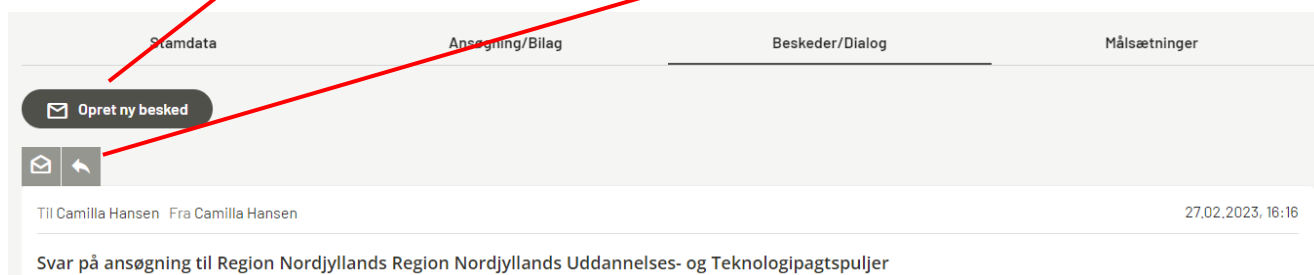 Stamdata Ansøgning/Bilag Beskeder/Dialog Målsætninger
Opret ny besked
Til Camilla Hansen Fra Camilla Hansen 27.02.2023, 16:16
Svar på ansøgning til Region Nordjyllands Region Nordjyllands Uddannelses- og Teknologipagtspuljer